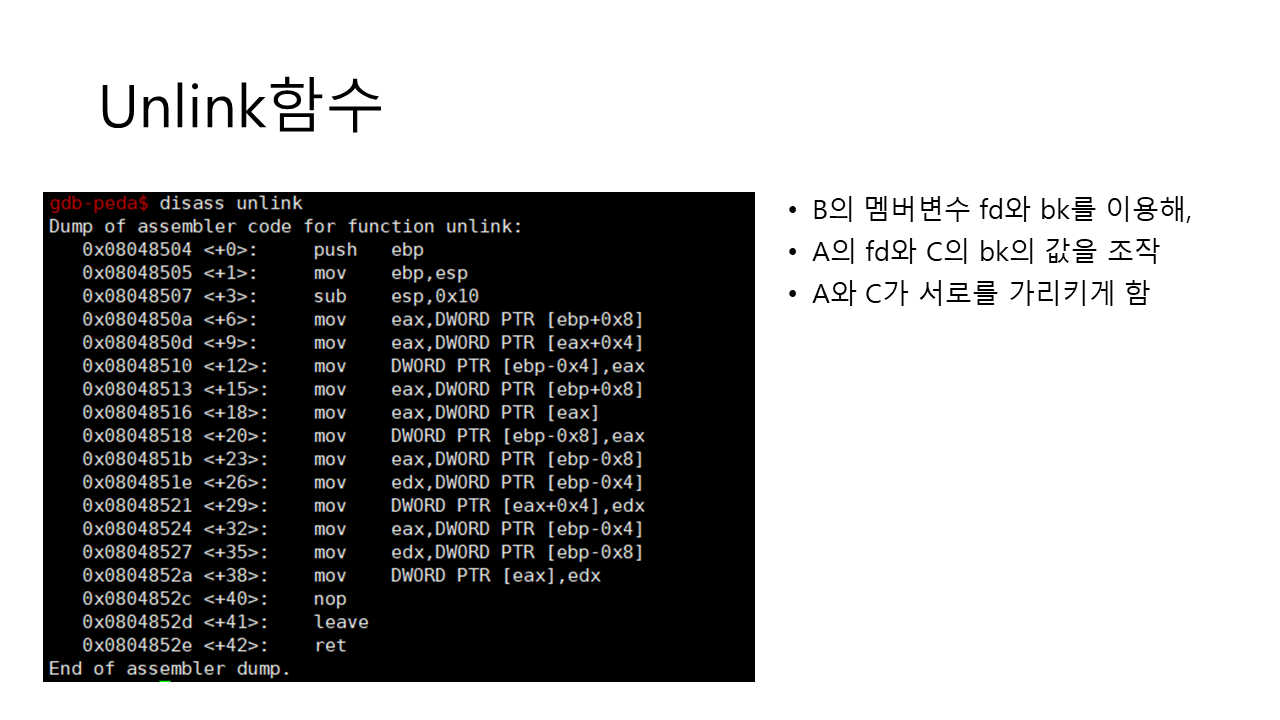 Unlink함수
gdb-peda$ disass unlink
Dump of assembler code for function unlink:
   0x08048504 <+0>:     push   ebp
   0x08048505 <+1>:     mov    ebp,esp
   0x08048507 <+3>:     sub    esp,0x10
   0x0804850a <+6>:     mov    eax,DWORD PTR [ebp+0x8]
   0x0804850d <+9>:     mov    eax,DWORD PTR [eax+0x4]
   0x08048510 <+12>:    mov    DWORD PTR [ebp-0x4],eax
   0x08048513 <+15>:    mov    eax,DWORD PTR [ebp+0x8]
   0x08048516 <+18>:    mov    eax,DWORD PTR [eax]
   0x08048518 <+20>:    mov    DWORD PTR [ebp-0x8],eax
   0x0804851b <+23>:    mov    eax,DWORD PTR [ebp-0x8]
   0x0804851e <+26>:    mov    edx,DWORD PTR [ebp-0x4]
   0x08048521 <+29>:    mov    DWORD PTR [eax+0x4],edx
   0x08048524 <+32>:    mov    eax,DWORD PTR [ebp-0x4]
   0x08048527 <+35>:    mov    edx,DWORD PTR [ebp-0x8]
   0x0804852a <+38>:    mov    DWORD PTR [eax],edx
   0x0804852c <+40>:    nop
   0x0804852d <+41>:    leave
   0x0804852e <+42>:    ret
End of assembler dump.
• B의 멤버변수 fd와 bk를 이용해,
• A의 fd와 C의 bk의 값을 조작
• A와 C가 서로를 가리키게 함